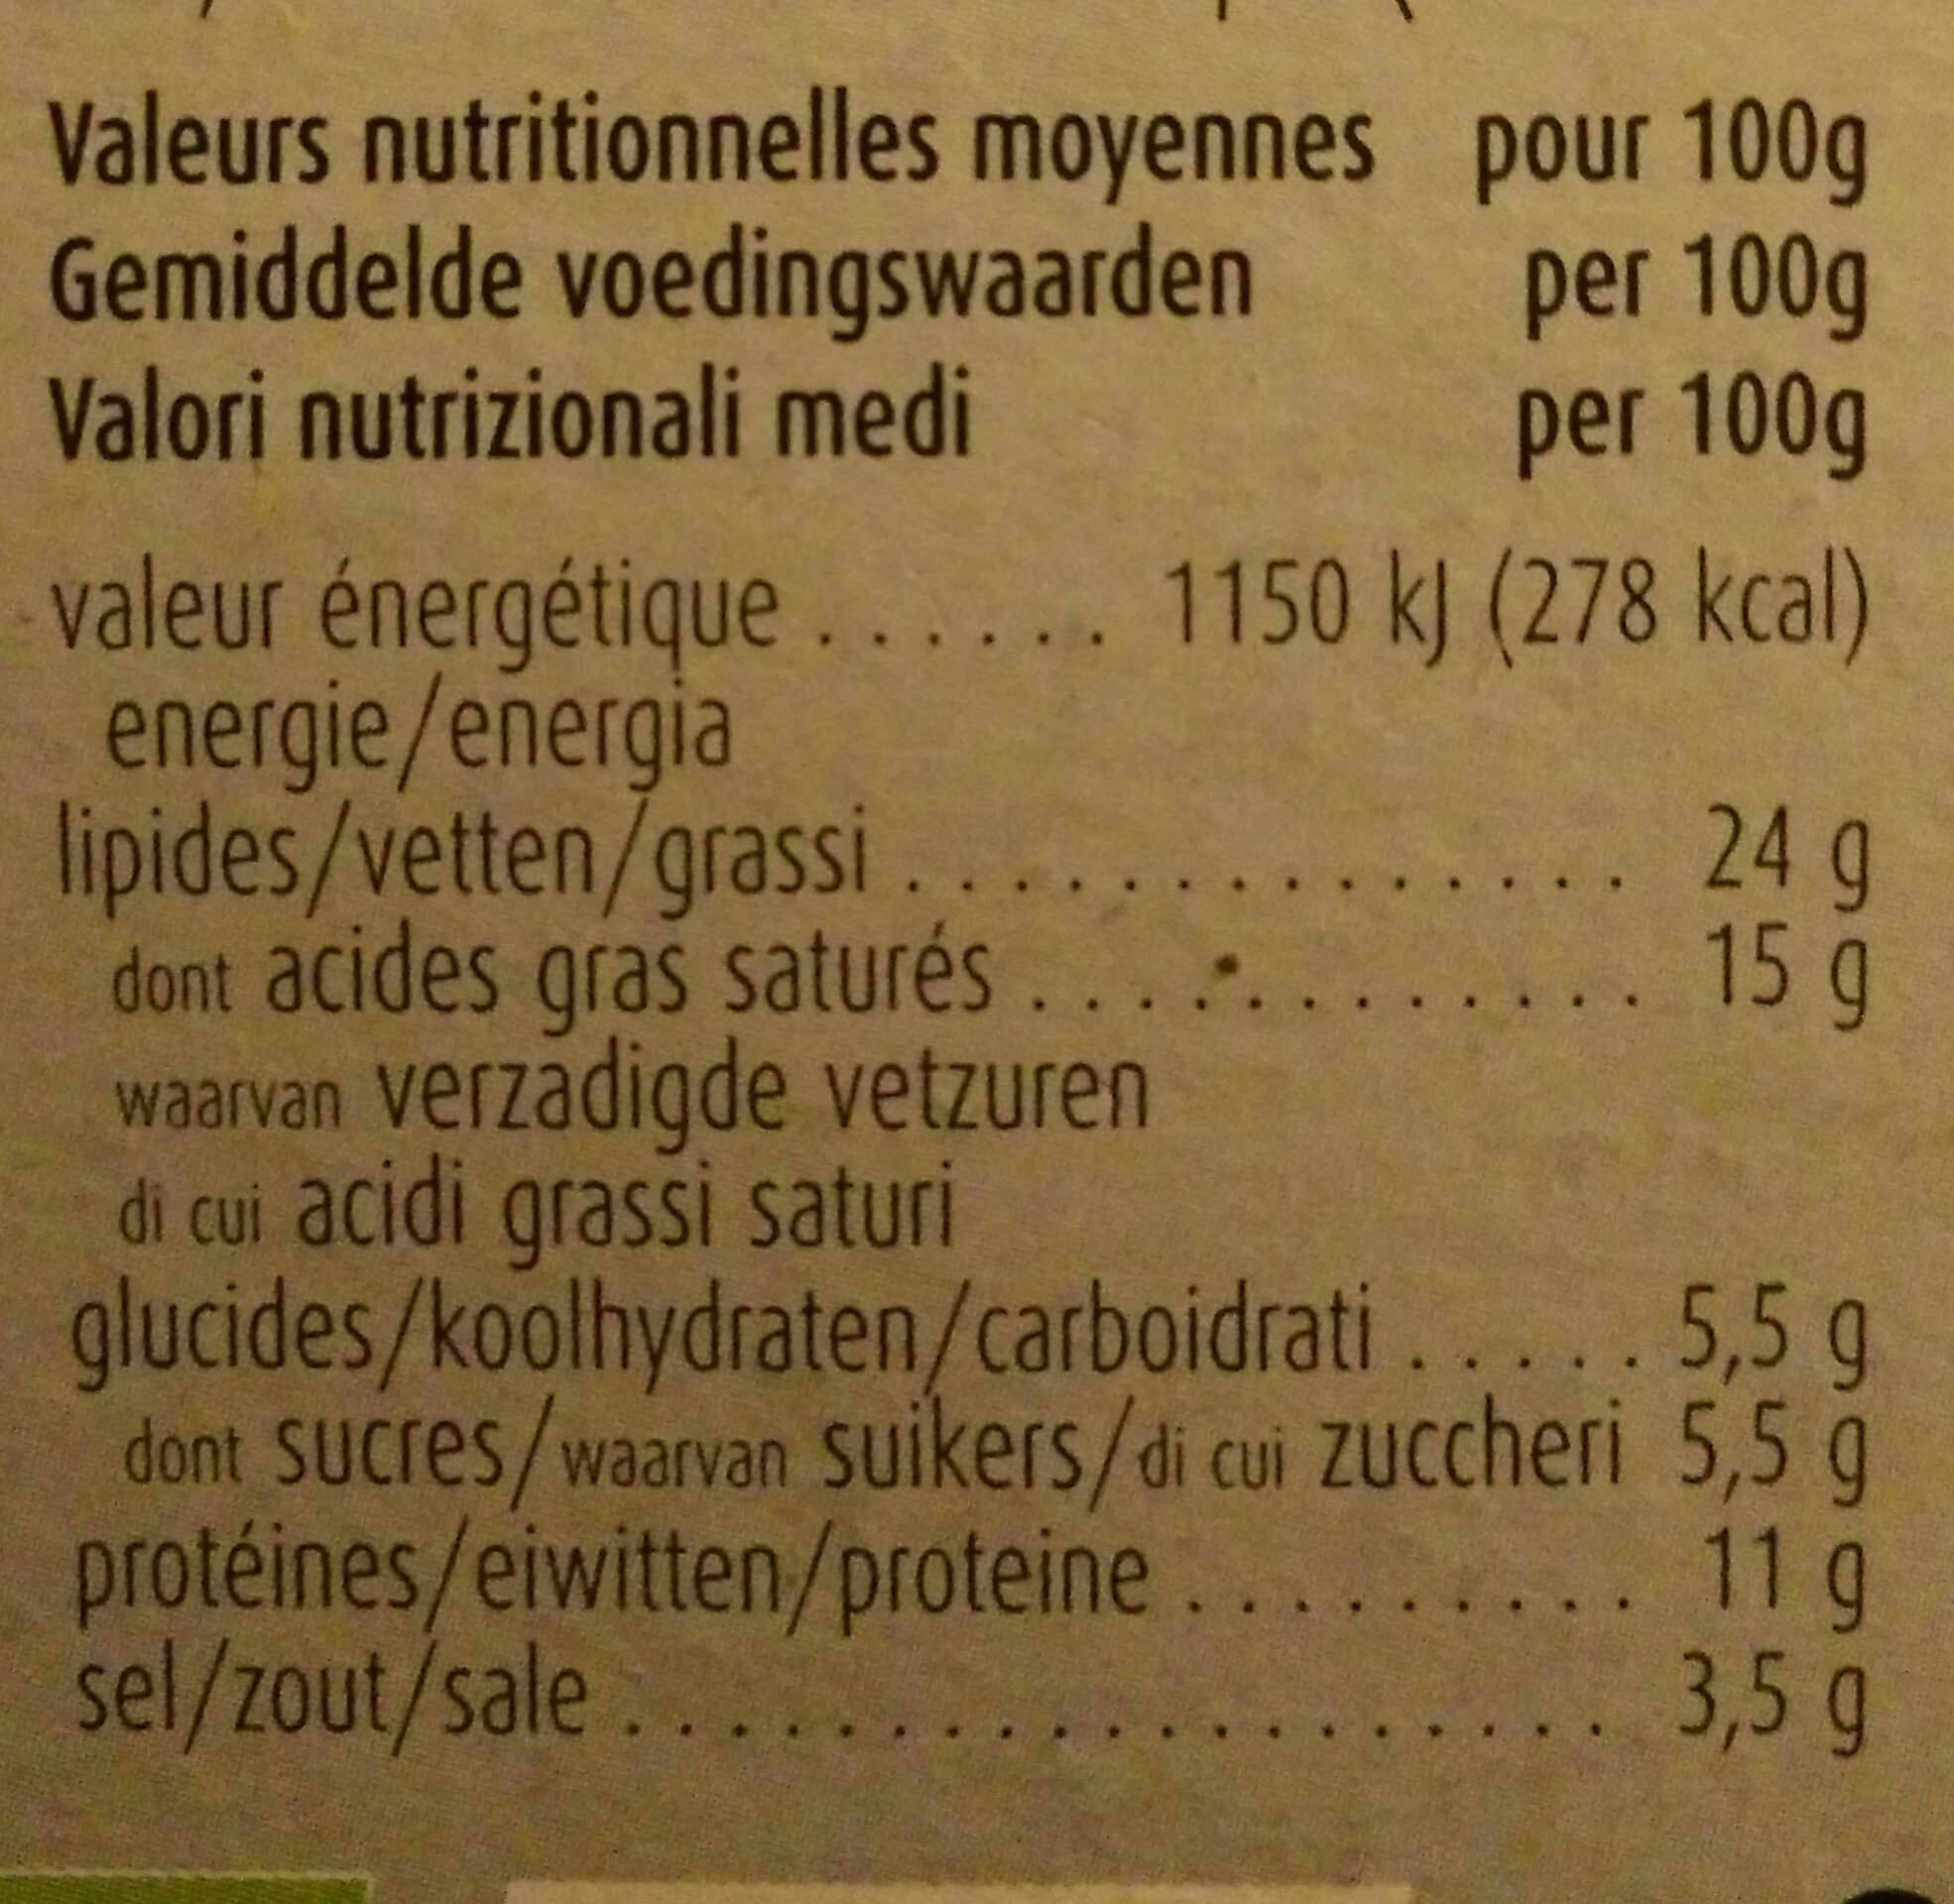 Valeurs nutritionnelles moyennes pour 100g
Gemiddelde voedingswaarden per 100g
Valori nutrizionali medi per 100g
valeur énergétique . . . . . . 1150 kJ (278 kcal)
energie/energia
lipides/vetten/grassi . . . . . . . . . . . . . . 24 g
dont acides gras saturés . . . . . . . . . . . . 15 g
waarvan verzadigde vetzuren
di cui acidi grassi saturi
glucides/koolhydraten/carboidrati . . . . . 5,5 g
dont sucres/waarvan suikers/di cui zuccheri 5,5 g
protéines/eiwitten/proteine . . . . . . . . . 11 g
sel/zout/sale . . . . . . . . . . . . . . . . . . . 3,5 g